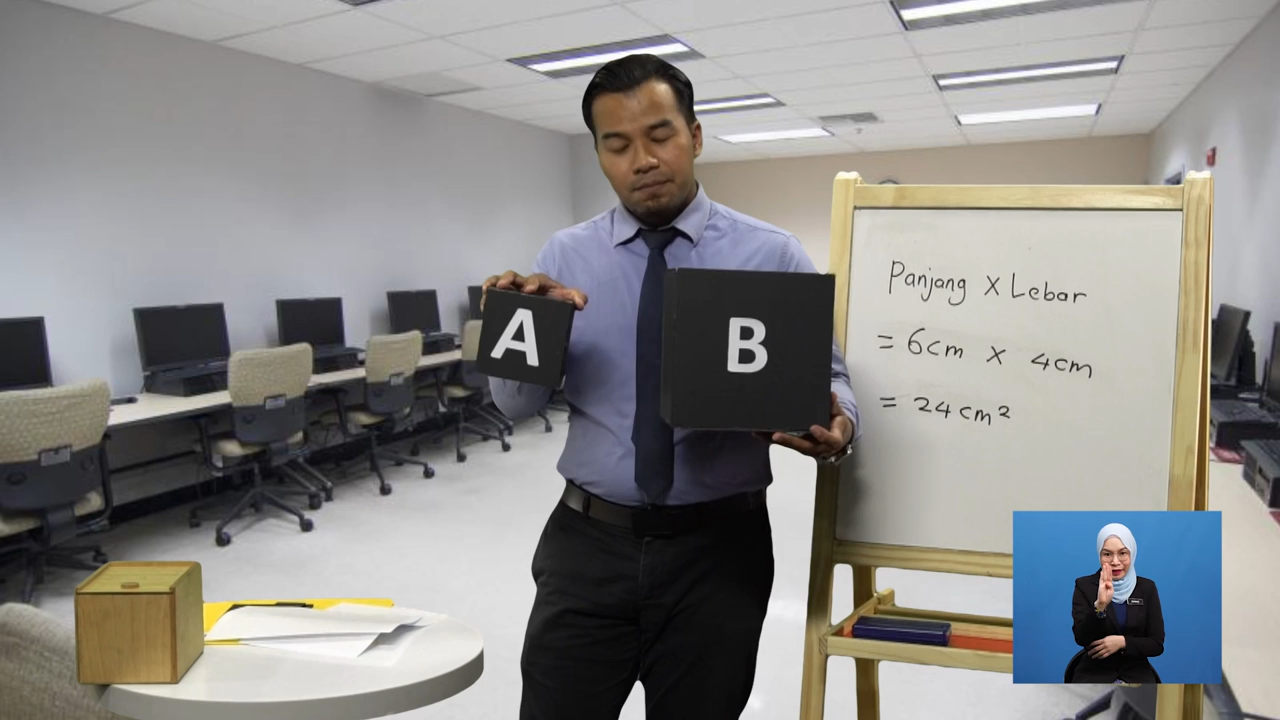 A
B
Panjang X Lebar
= 6cm x 4cm
= 24cm²